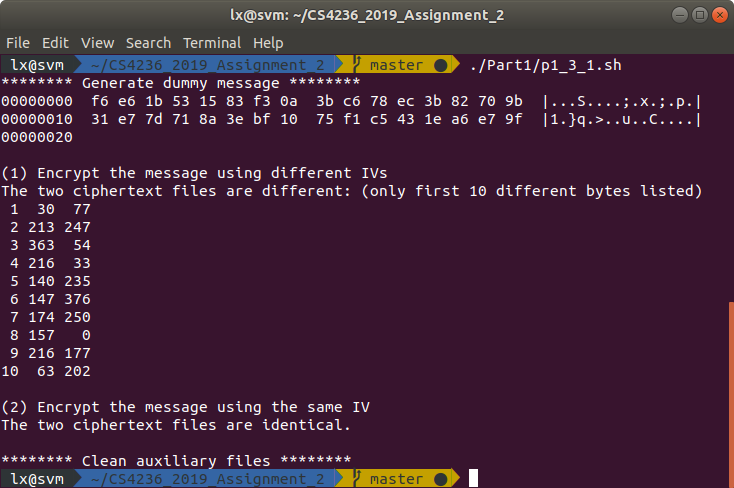 lx@svm: ~/CS4236_2019_Assignment_2
File Edit View Search Terminal Help
lx@svm ~/CS4236_2019_Assignment_2 master ● ./Part1/p1_3_1.sh
******** Generate dummy message ********
00000000  f6 e6 1b 53 15 83 f3 0a  3b c6 78 ec 3b 82 70 9b  |...S....;.x.;.p.|
00000010  31 e7 7d 71 8a 3e bf 10  75 f1 c5 43 1e a6 e7 9f  |1.}q.>..u..C....|
00000020
(1) Encrypt the message using different IVs
The two ciphertext files are different: (only first 10 different bytes listed)
 1  30  77
 2 213 247
 3 363  54
 4 216  33
 5 140 235
 6 147 376
 7 174 250
 8 157   0
 9 216 177
10  63 202
(2) Encrypt the message using the same IV
The two ciphertext files are identical.
******** Clean auxiliary files ********
lx@svm ~/CS4236_2019_Assignment_2 master ●